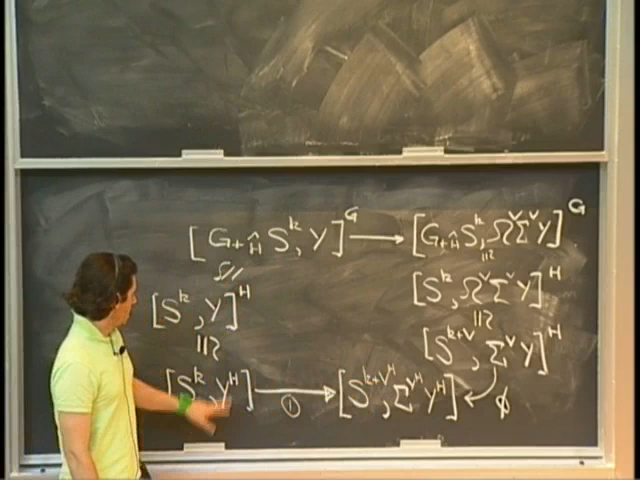 [G₊ ∧_H S^k, Y]^G ⟶ [G₊ ∧_H S^k, Ω^V Σ^V Y]^G
≅ ≅
[S^k, Y]^H [S^k, Ω^V Σ^V Y]^H
≅ ≅
[S^{k+V}, Σ^V Y]^H
[S^k, Y^H] ⟶ [S^{k+V^H}, Σ^{V^H} Y^H] ⟵ φ
①